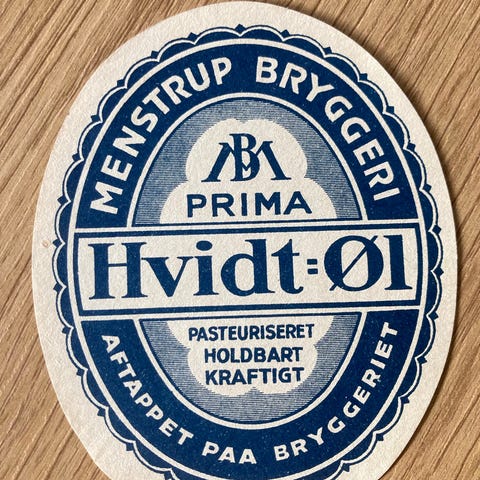 MENSTRUP BRYGGERI
MB
PRIMA
Hvidt=Øl
PASTEURISERET
HOLDBART
KRAFTIGT
AFTAPPET PAA BRYGGERIET